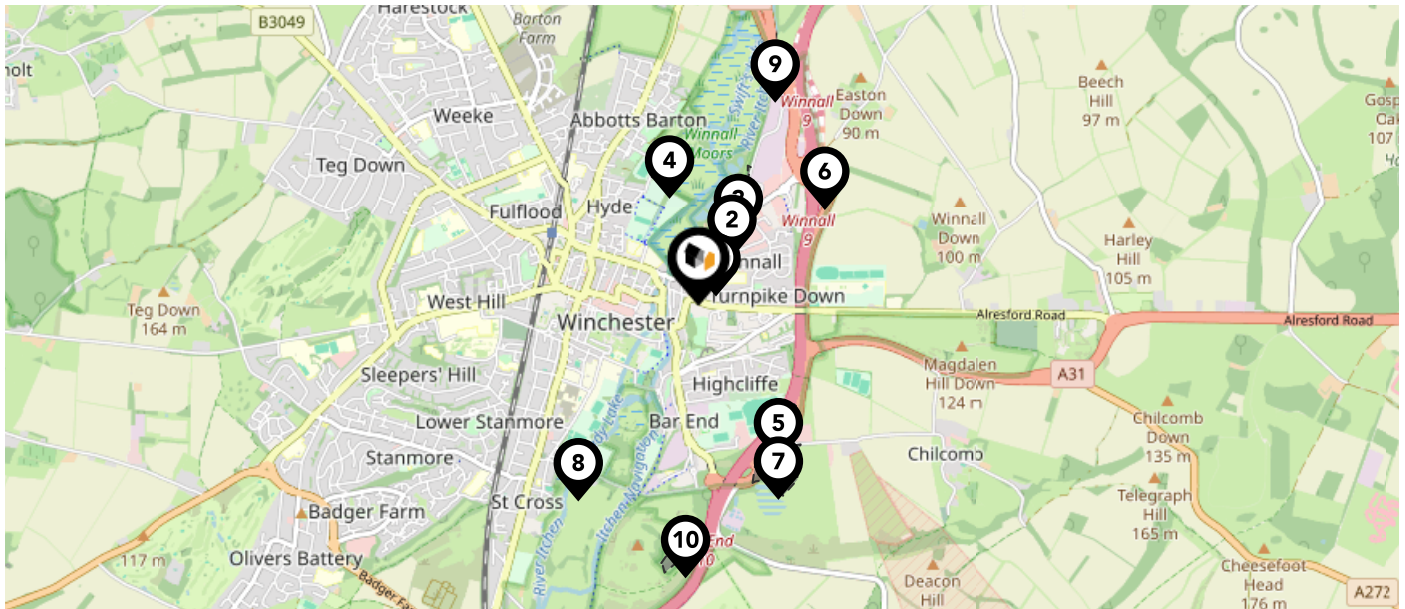 Harestock
B3049
Barton
Farm
9
Winnall
9
Easton
Down
90 m
Beech
Hill
97 m
107
Weeke
Abbotts Barton
Winnall
Moors
4
Teg Down
6
2
Fulflood
Hyde
Winnall
9
Winnall
Down
100 m
Harley
Hill
105 m
Teg Down
164 m
West Hill
Turnpike Down
Winchester
Alresford Road
Alresford Road
Sleepers' Hill
Highcliffe
Magdalen
Hill Down
124 m
A31
Lower Stanmore
Bar End
5
Chilcomb
Down
135 m
Stanmore
8
7
Chilcomb
St Cross
Itchen Navigation
Telegraph
Hill
165 m
Badger Farm
River Itchen
10
117 m
Olivers Battery
Badger Fa
Deacon
Hill
Cheesefoot
Head
176 m
A272